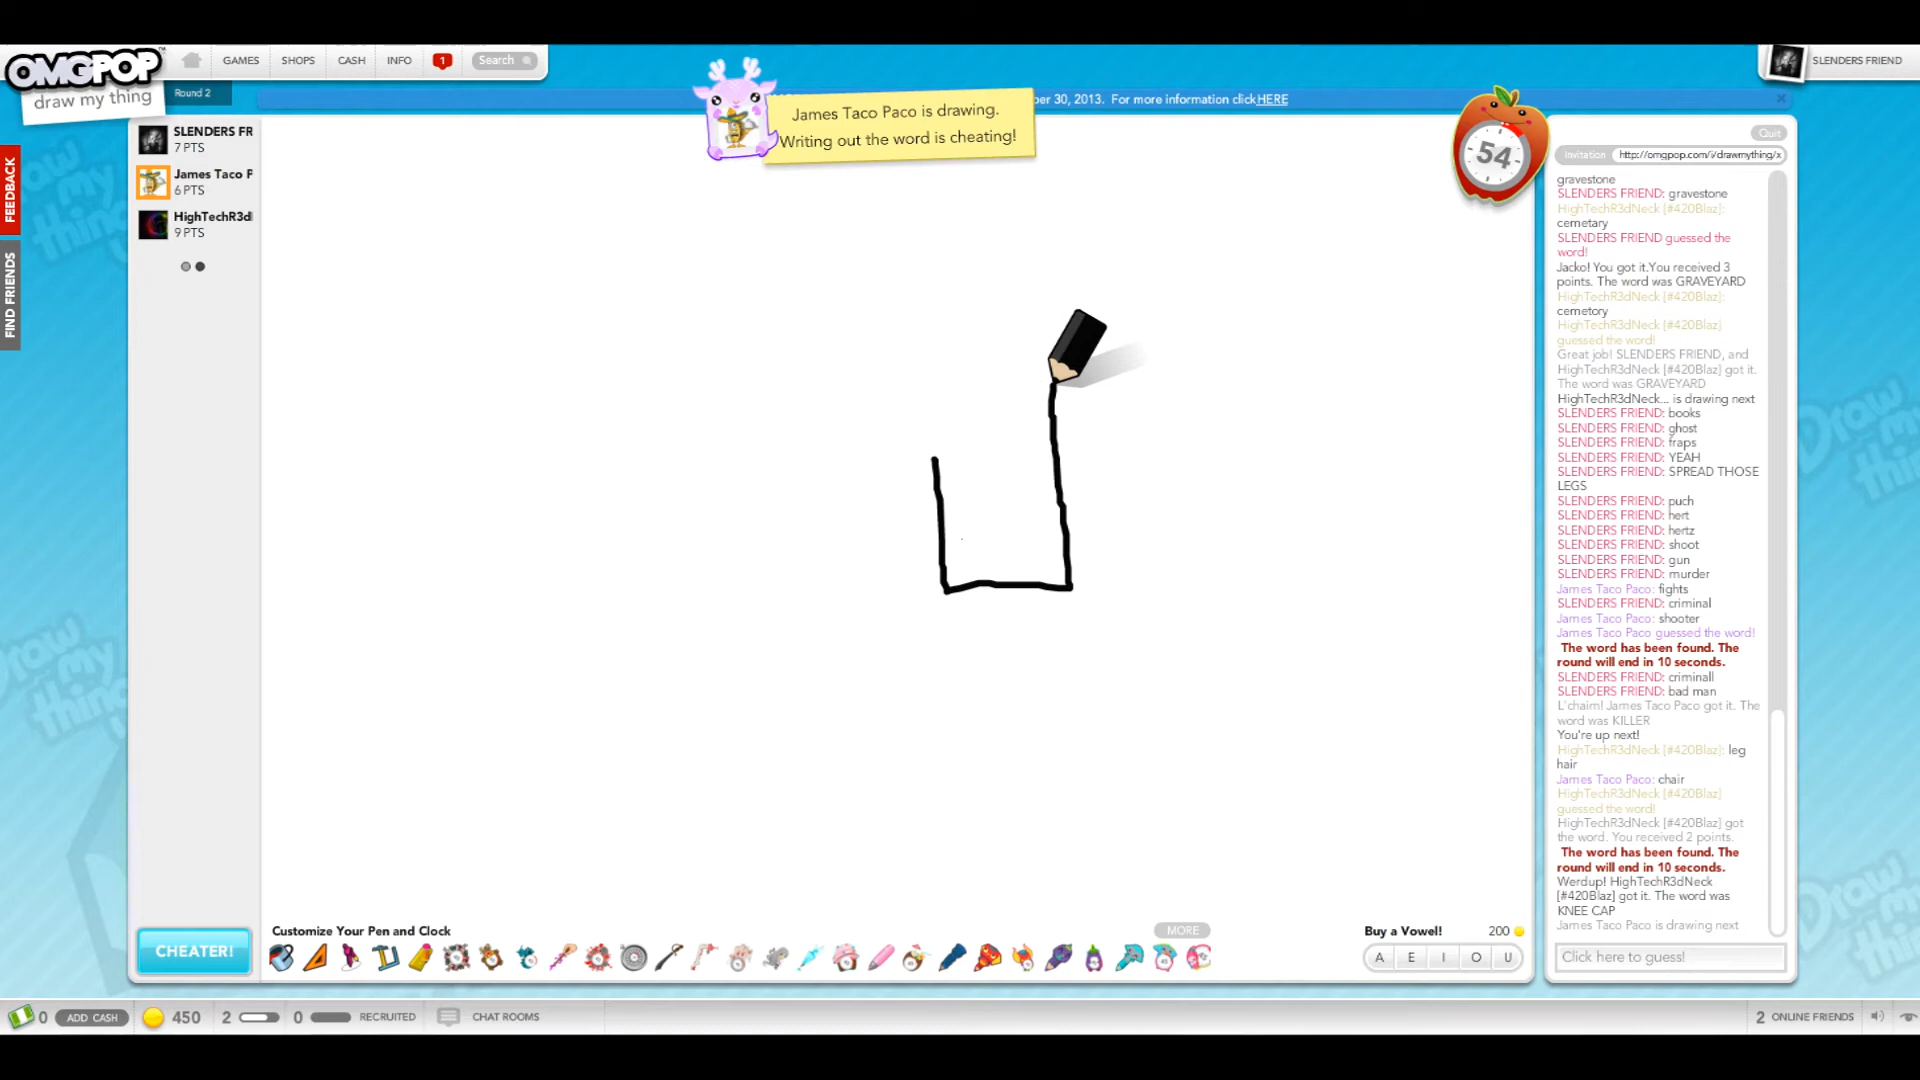 OMGPOP
draw my thing
GAMES
SHOPS
CASH
INFO
1
Search
SLENDERS FRIEND
Round 2
James Taco Paco is drawing.
Writing out the word is cheating!
ber 30, 2013. For more information click HERE
54
FEEDBACK
FIND FRIENDS
SLENDERS FR
7 PTS
James Taco P
6 PTS
HighTechR3d
9 PTS
Quit
Invitation http://omgpop.com/i/drawmything/x
gravestone
SLENDERS FRIEND: gravestone
HighTechR3dNeck [#420Blaz]:
cemetary
SLENDERS FRIEND guessed the
word!
Jacko! You got it.You received 3
points. The word was GRAVEYARD
HighTechR3dNeck [#420Blaz]:
cemetory
HighTechR3dNeck [#420Blaz]
guessed the word!
Great job! SLENDERS FRIEND, and
HighTechR3dNeck [#420Blaz] got it.
The word was GRAVEYARD
HighTechR3dNeck... is drawing next
SLENDERS FRIEND: books
SLENDERS FRIEND: ghost
SLENDERS FRIEND: fraps
SLENDERS FRIEND: YEAH
SLENDERS FRIEND: SPREAD THOSE
LEGS
SLENDERS FRIEND: puch
SLENDERS FRIEND: hert
SLENDERS FRIEND: hertz
SLENDERS FRIEND: shoot
SLENDERS FRIEND: gun
SLENDERS FRIEND: murder
James Taco Paco: fights
SLENDERS FRIEND: criminal
James Taco Paco: shooter
James Taco Paco guessed the word!
The word has been found. The
round will end in 10 seconds.
SLENDERS FRIEND: criminall
SLENDERS FRIEND: bad man
L'chaim! James Taco Paco got it. The
word was KILLER
You're up next!
HighTechR3dNeck [#420Blaz]: leg
hair
James Taco Paco: chair
HighTechR3dNeck [#420Blaz]
guessed the word!
HighTechR3dNeck [#420Blaz] got
the word. You received 2 points.
The word has been found. The
round will end in 10 seconds.
Werdup! HighTechR3dNeck
[#420Blaz] got it. The word was
KNEE CAP
James Taco Paco is drawing next
Click here to guess!
CHEATER!
Customize Your Pen and Clock
MORE
Buy a Vowel! 200
A E I O U
0 ADD CASH 450 2 0 RECRUITED CHAT ROOMS
2 ONLINE FRIENDS